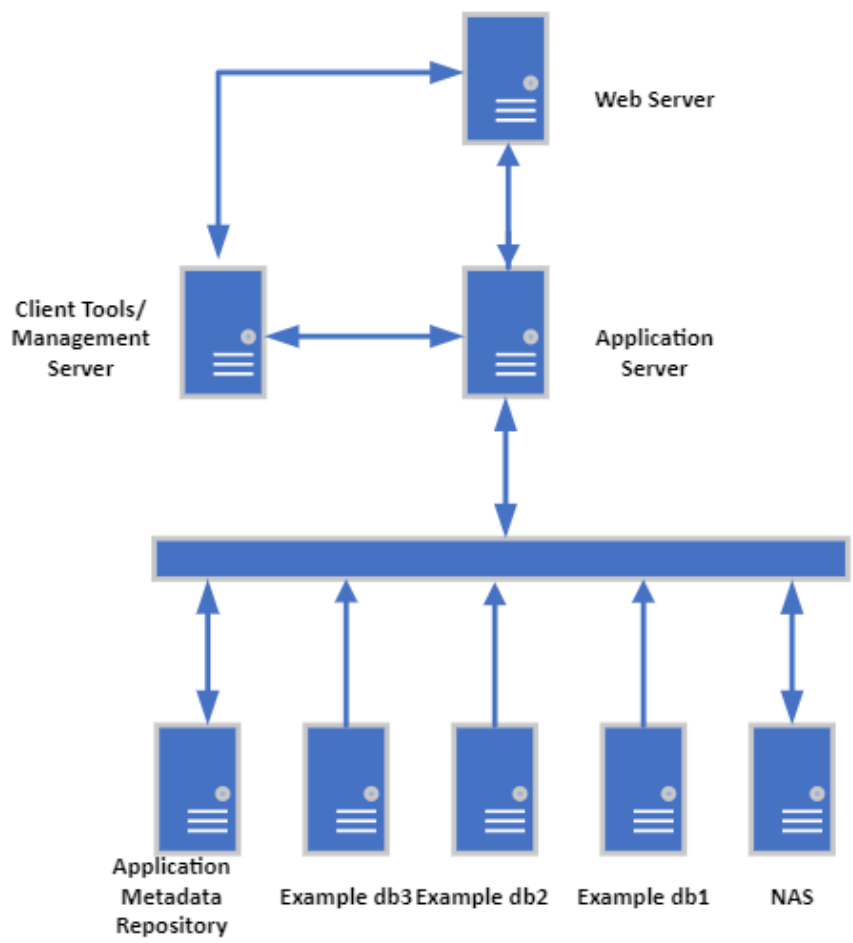 Web Server
Client Tools/
Management
Server
Application
Server
Application
Metadata
Repository
Example db3
Example db2
Example db1
NAS